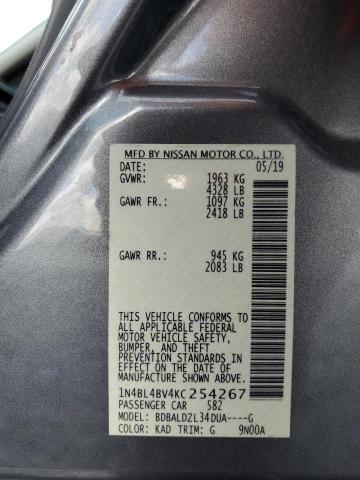 MFD BY NISSAN MOTOR CO., LTD.
DATE: 05/19
GVWR: 1963 KG
4328 LB
GAWR FR.: 1097 KG
2418 LB
GAWR RR.: 945 KG
2083 LB
THIS VEHICLE CONFORMS TO
ALL APPLICABLE FEDERAL
MOTOR VEHICLE SAFETY,
BUMPER, AND THEFT
PREVENTION STANDARDS
IN EFFECT ON THE DATE OF
MANUFACTURE SHOWN ABOVE.
1N4BL4BV4KC254267
PASSENGER CAR 582
MODEL: BDBALDZL34DUA----G
COLOR: KAD TRIM: G 9N00A